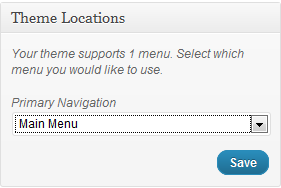 Theme Locations
Your theme supports 1 menu. Select which
menu you would like to use.
Primary Navigation
Main Menu
Save